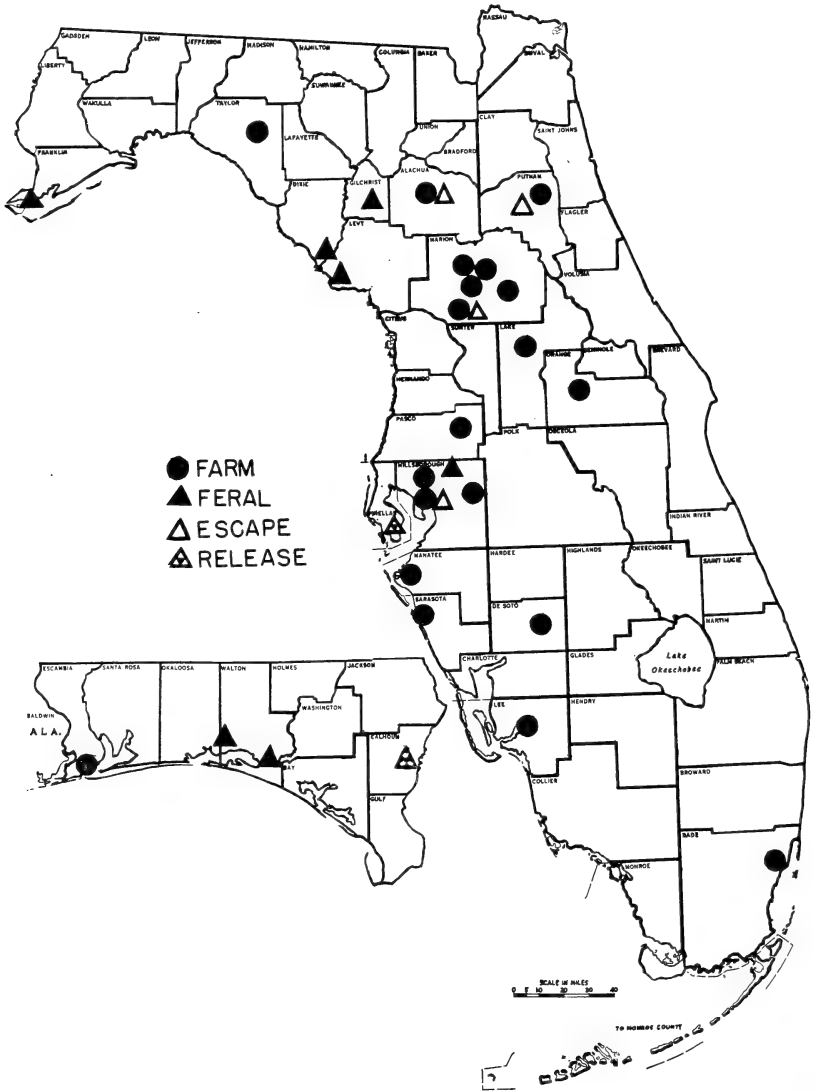 NASSAU
GADSDEN
LEON
JEFFERSON
MADISON
HAMILTON
COLUMBIA
BAKER
DUVAL
LIBERTY
SUWANNEE
WAKULLA
TAYLOR
CLAY
UNION
SAINT JOHNS
LAFAYETTE
BRADFORD
FRANKLIN
ALACHUA
PUTNAM
DIXIE
GILCHRIST
FLAGLER
LEVY
MARION
VOLUSIA
CITRUS
SUMTER
LAKE
ORANGE
SEMINOLE
BREVARD
HERNANDO
PASCO
POLK
OSCEOLA
FARM
FERAL
ESCAPE
RELEASE
HILLSBOROUGH
INDIAN RIVER
MANATEE
HARDEE
HIGHLANDS
OKEECHOBEE
SAINT LUCIE
SARASOTA
DE SOTO
MARTIN
CHARLOTTE
GLADES
Lake
Okeechobee
PALM BEACH
ESCAMBIA
SANTA ROSA
OKALOOSA
WALTON
HOLMES
JACKSON
WASHINGTON
BALDWIN
ALA.
CALHOUN
BAY
GULF
LEE
HENDRY
COLLIER
BROWARD
DADE
MONROE
SCALE IN MILES
0 5 10 20 30 40
TO MONROE COUNTY